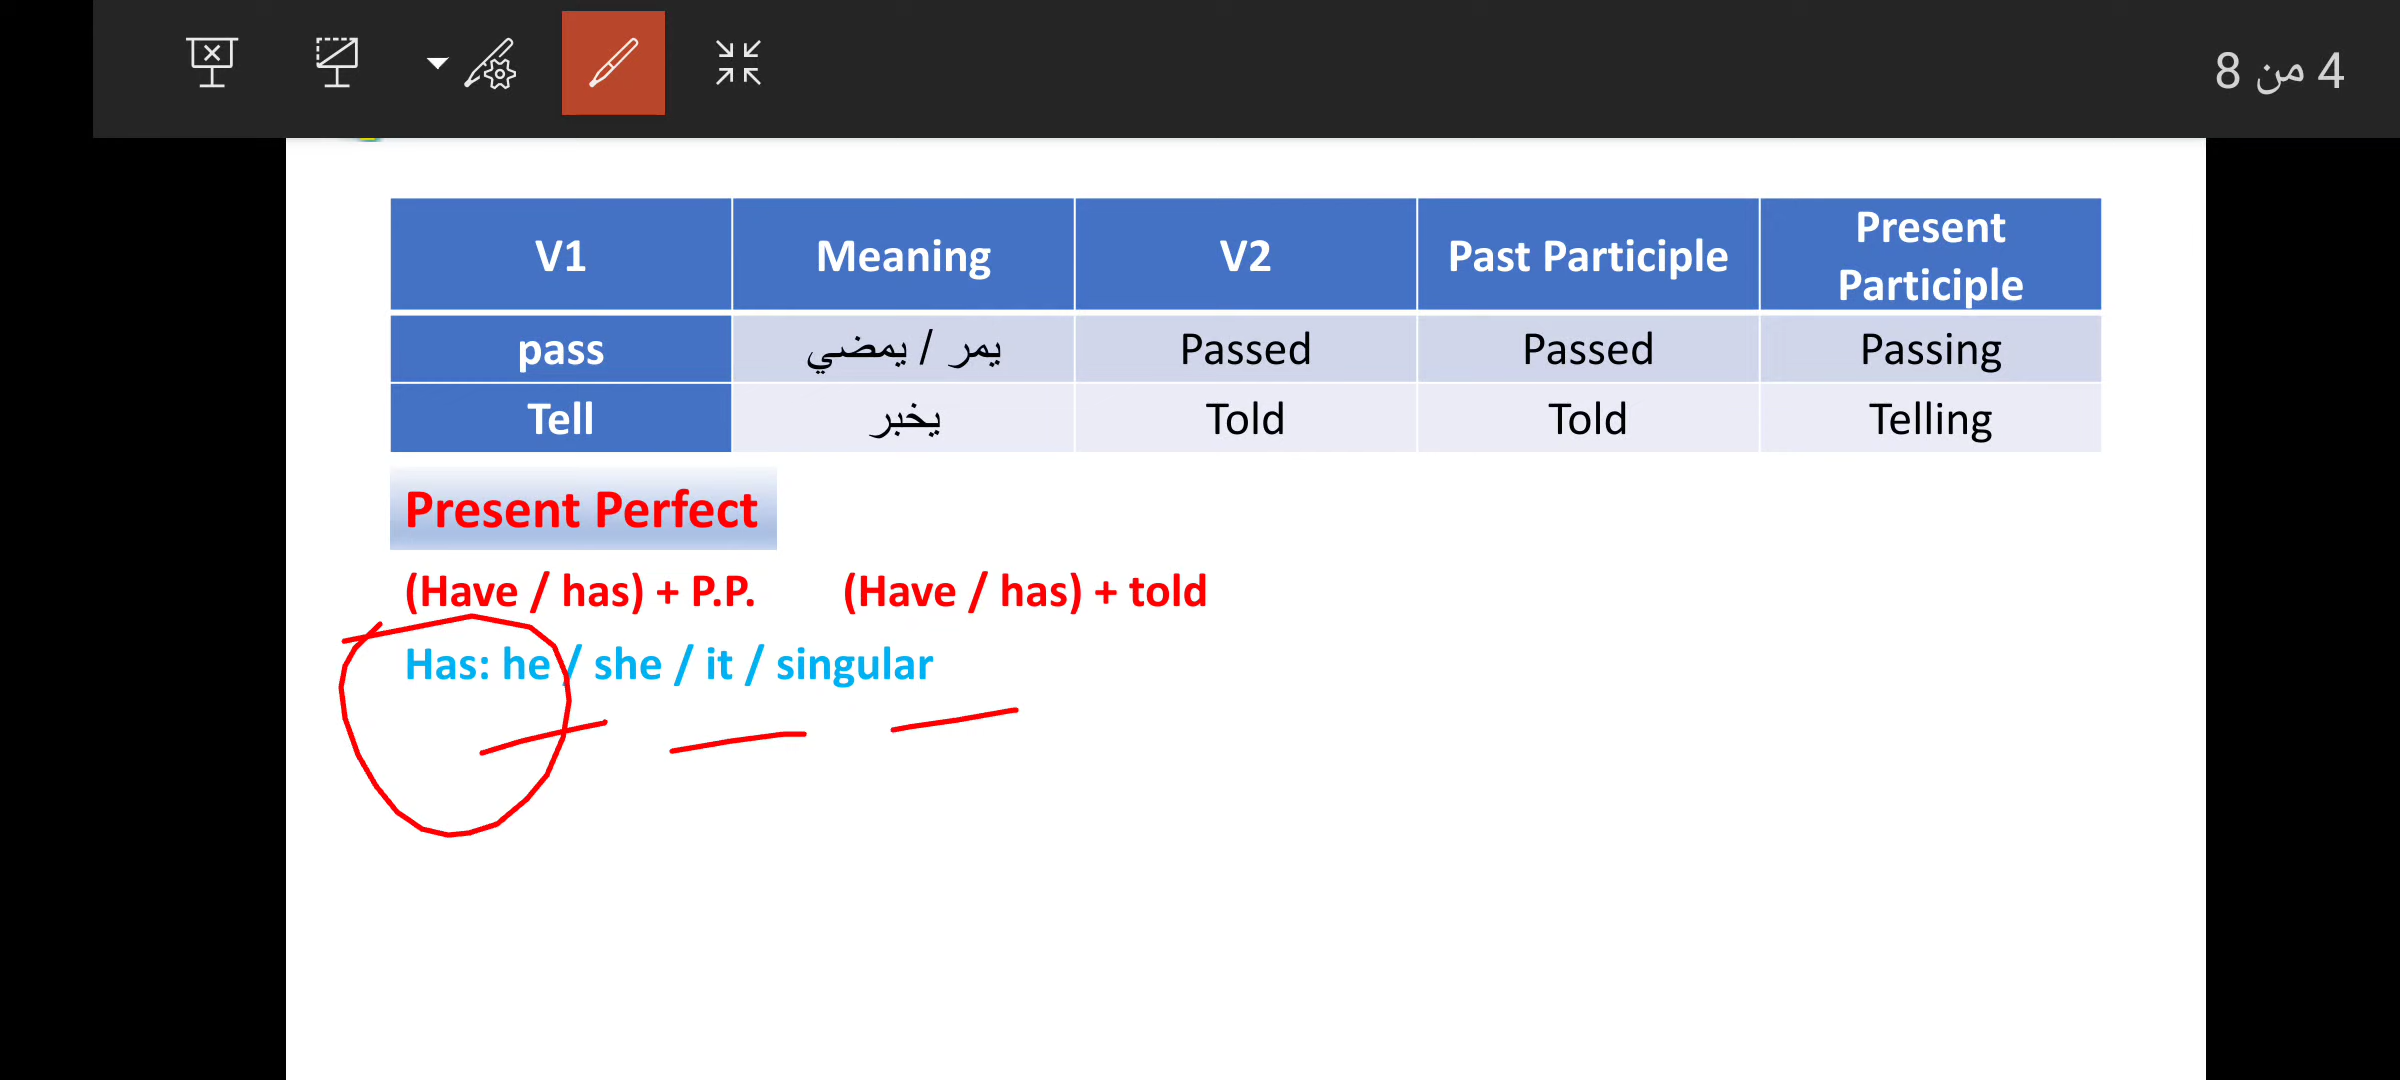 4 من 8
V1 Meaning V2 Past Participle Present Participle
pass يمر / يمضي Passed Passed Passing
Tell يخبر Told Told Telling
Present Perfect
(Have / has) + P.P. (Have / has) + told
Has: he / she / it / singular